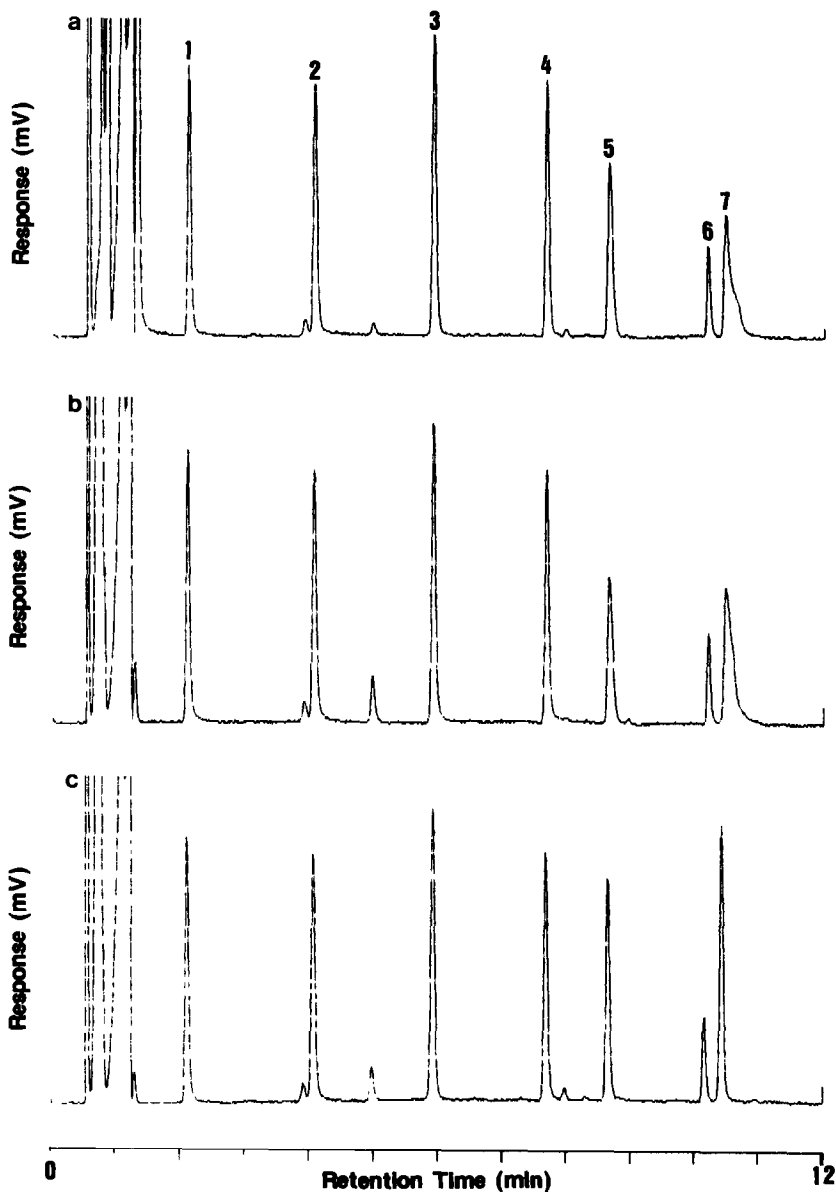 a
Response (mV)
1
2
3
4
5
6
7
b
Response (mV)
c
Response (mV)
0
12
Retention Time (min)